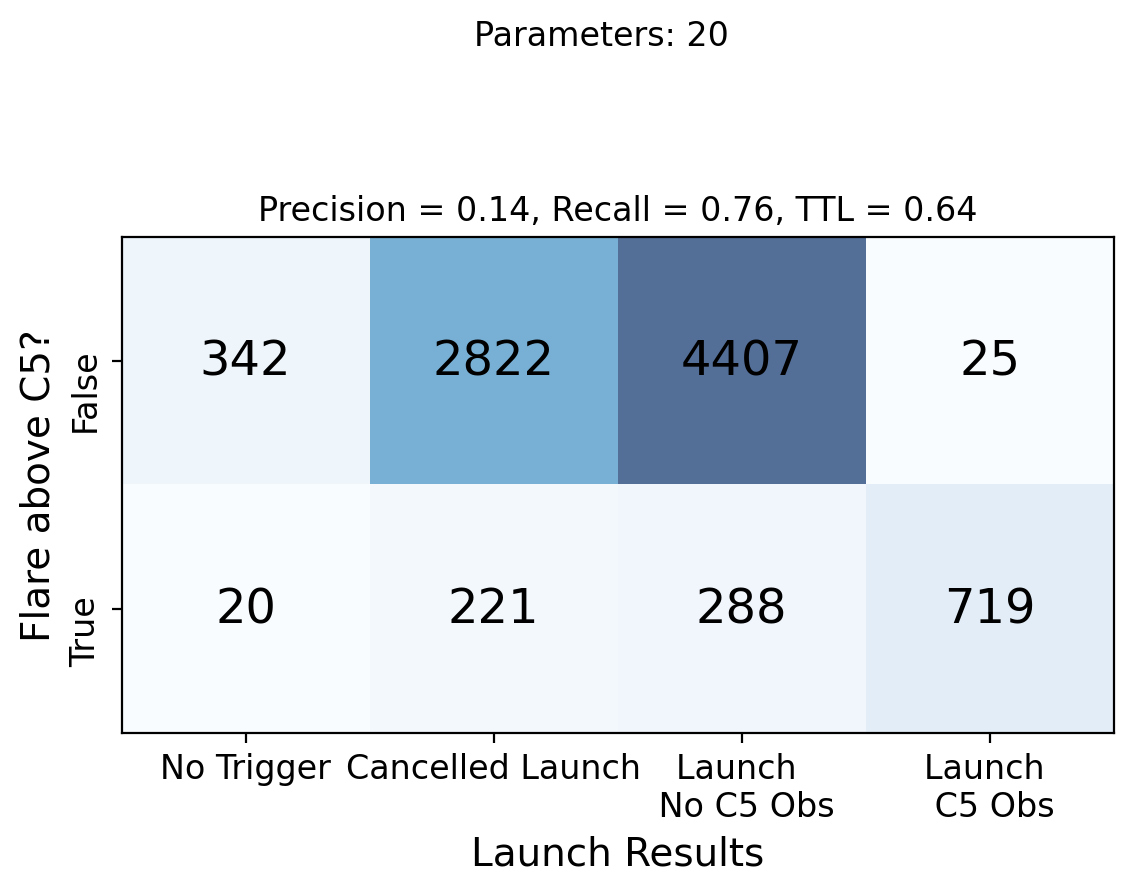 Parameters: 20
Precision = 0.14, Recall = 0.76, TTL = 0.64
Flare above C5?
False
342 2822 4407 25
True
20 221 288 719
No Trigger Cancelled Launch Launch Launch
No C5 Obs C5 Obs
Launch Results